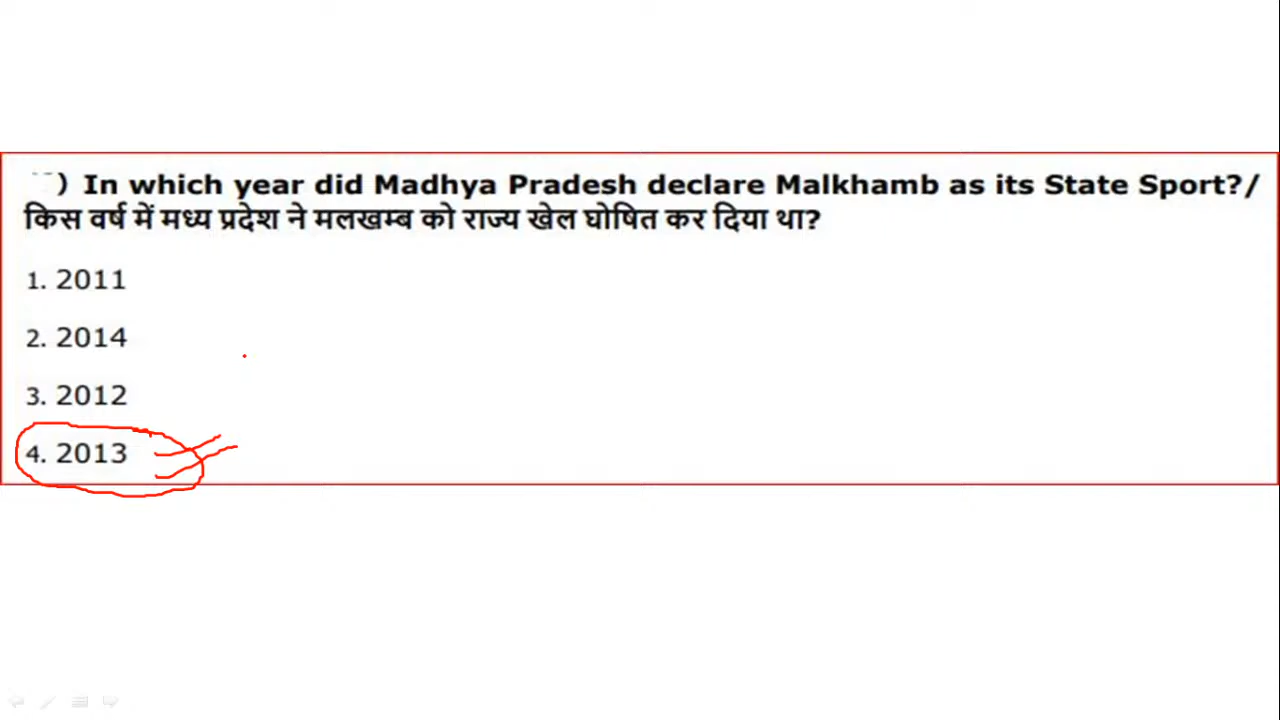 ) In which year did Madhya Pradesh declare Malkhamb as its State Sport?/
किस वर्ष में मध्य प्रदेश ने मलखम्ब को राज्य खेल घोषित कर दिया था?
1. 2011
2. 2014
3. 2012
4. 2013